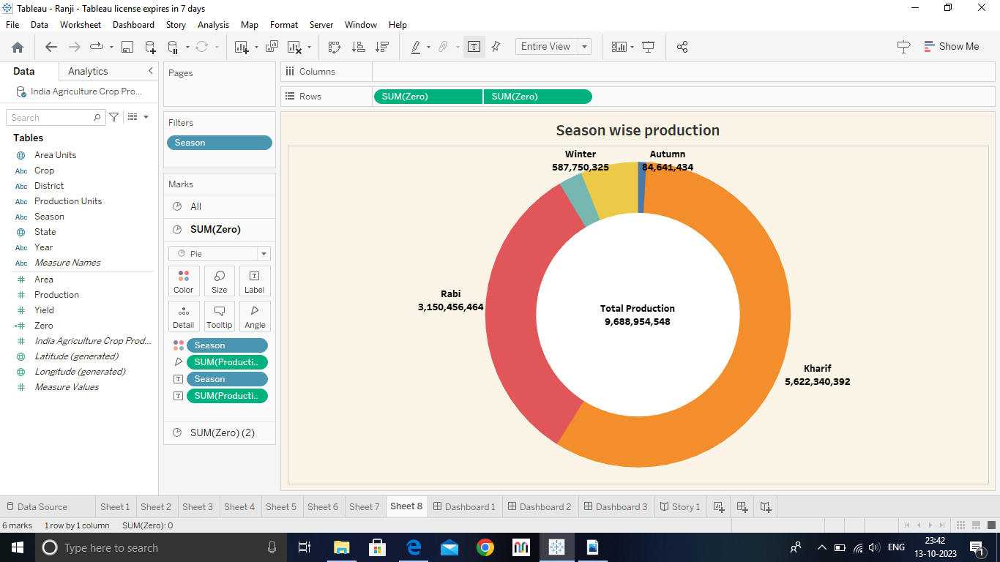 Tableau - Ranji - Tableau license expires in 7 days
File Data Worksheet Dashboard Story Analysis Map Format Server Window Help
Entire View
Show Me
Data Analytics
India Agriculture Crop Pro...
Search
Tables
Area Units
Abc Crop
Abc District
Abc Production Units
Abc Season
State
Abc Year
Abc Measure Names
Area
Production
Yield
Zero
India Agriculture Crop Prod...
Latitude (generated)
Longitude (generated)
Measure Values
Pages
Filters
Season
Marks
All
SUM(Zero)
Pie
Color Size Label
Detail Tooltip Angle
Season
SUM(Producti..
Season
SUM(Producti..
SUM(Zero) (2)
Columns
Rows SUM(Zero) SUM(Zero)
Season wise production
Winter
587,750,325
Autumn
84,641,434
Rabi
3,150,456,464
Total Production
9,688,954,548
Kharif
5,622,340,392
Data Source Sheet 1 Sheet 2 Sheet 3 Sheet 4 Sheet 5 Sheet 6 Sheet 7 Sheet 8 Dashboard 1 Dashboard 2 Dashboard 3 Story 1
6 marks 1 row by 1 column SUM(Zero): 0
Type here to search
ENG
23:42
13-10-2023
1